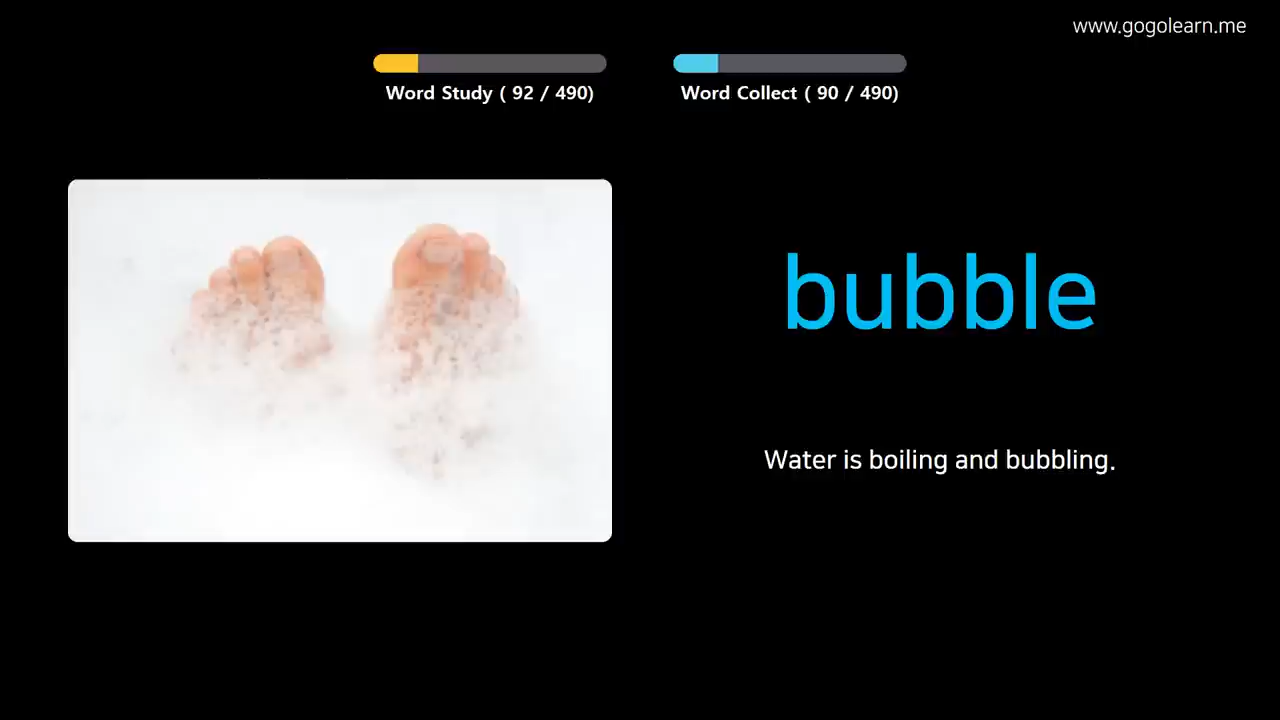 www.gogolearn.me
Word Study ( 92 / 490)
Word Collect ( 90 / 490)
bubble
Water is boiling and bubbling.